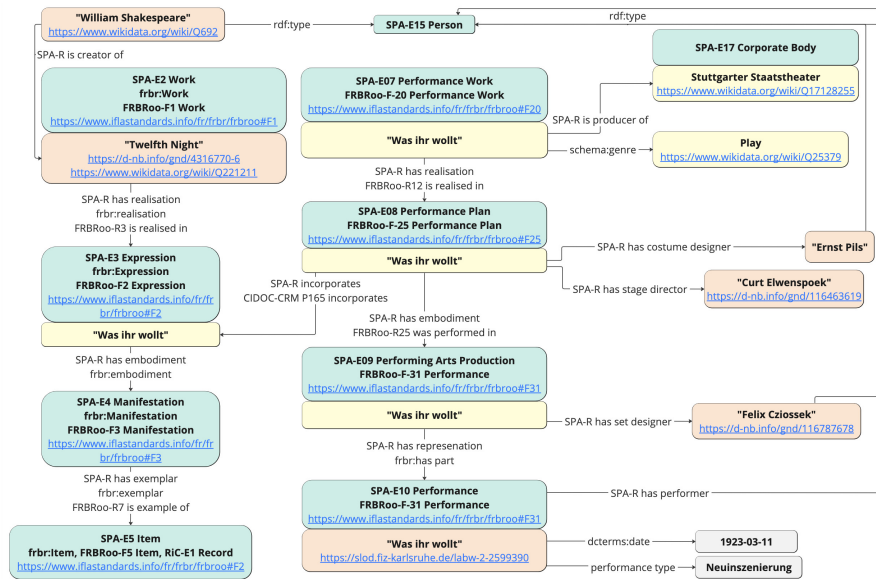 "William Shakespeare"
https://www.wikidata.org/wiki/Q692
rdf:type
SPA-E15 Person
rdf:type
SPA-R is creator of
SPA-E2 Work
frbr:Work
FRBRoo-F1 Work
https://www.iflastandards.info/fr/frbr/frbroo#F1
"Twelfth Night"
https://d-nb.info/gnd/4316770-6
https://www.wikidata.org/wiki/Q221211
SPA-R has realisation
frbr:realisation
FRBRoo-R3 is realised in
SPA-E3 Expression
frbr:Expression
FRBRoo-F2 Expression
https://www.iflastandards.info/fr/fr
br/frbroo#F2
"Was ihr wollt"
SPA-R has embodiment
frbr:embodiment
SPA-E4 Manifestation
frbr:Manifestation
FRBRoo-F3 Manifestation
https://www.iflastandards.info/fr/fr
br/frbroo#F3
SPA-R has exemplar
frbr:exemplar
FRBRoo-R7 is example of
SPA-E5 Item
frbr:Item, FRBRoo-F5 Item, RiC-E1 Record
https://www.iflastandards.info/fr/frbr/frbroo#F2
SPA-E07 Performance Work
FRBRoo-F-20 Performance Work
https://www.iflastandards.info/fr/frbr/frbroo#F20
"Was ihr wollt"
SPA-R is producer of
schema:genre
SPA-E17 Corporate Body
Stuttgarter Staatstheater
https://www.wikidata.org/wiki/Q17128255
Play
https://www.wikidata.org/wiki/Q25379
SPA-R has realisation
FRBRoo-R12 is realised in
SPA-E08 Performance Plan
FRBRoo-F-25 Performance Plan
https://www.iflastandards.info/fr/frbr/frbroo#F25
"Was ihr wollt"
SPA-R has costume designer
"Ernst Pils"
SPA-R has stage director
"Curt Elwenspoek"
https://d-nb.info/gnd/116463619
SPA-R incorporates
CIDOC-CRM P165 incorporates
SPA-R has embodiment
FRBRoo-R25 was performed in
SPA-E09 Performing Arts Production
FRBRoo-F-31 Performance
https://www.iflastandards.info/fr/frbr/frbroo#F31
"Was ihr wollt"
SPA-R has set designer
"Felix Cziossek"
https://d-nb.info/gnd/116787678
SPA-R has represenation
frbr:has part
SPA-E10 Performance
FRBRoo-F-31 Performance
https://www.iflastandards.info/fr/frbr/frbroo#F31
SPA-R has performer
"Was ihr wollt"
https://slod.fiz-karlsruhe.de/labw-2-2599390
dcterms:date
1923-03-11
performance type
Neuinszenierung